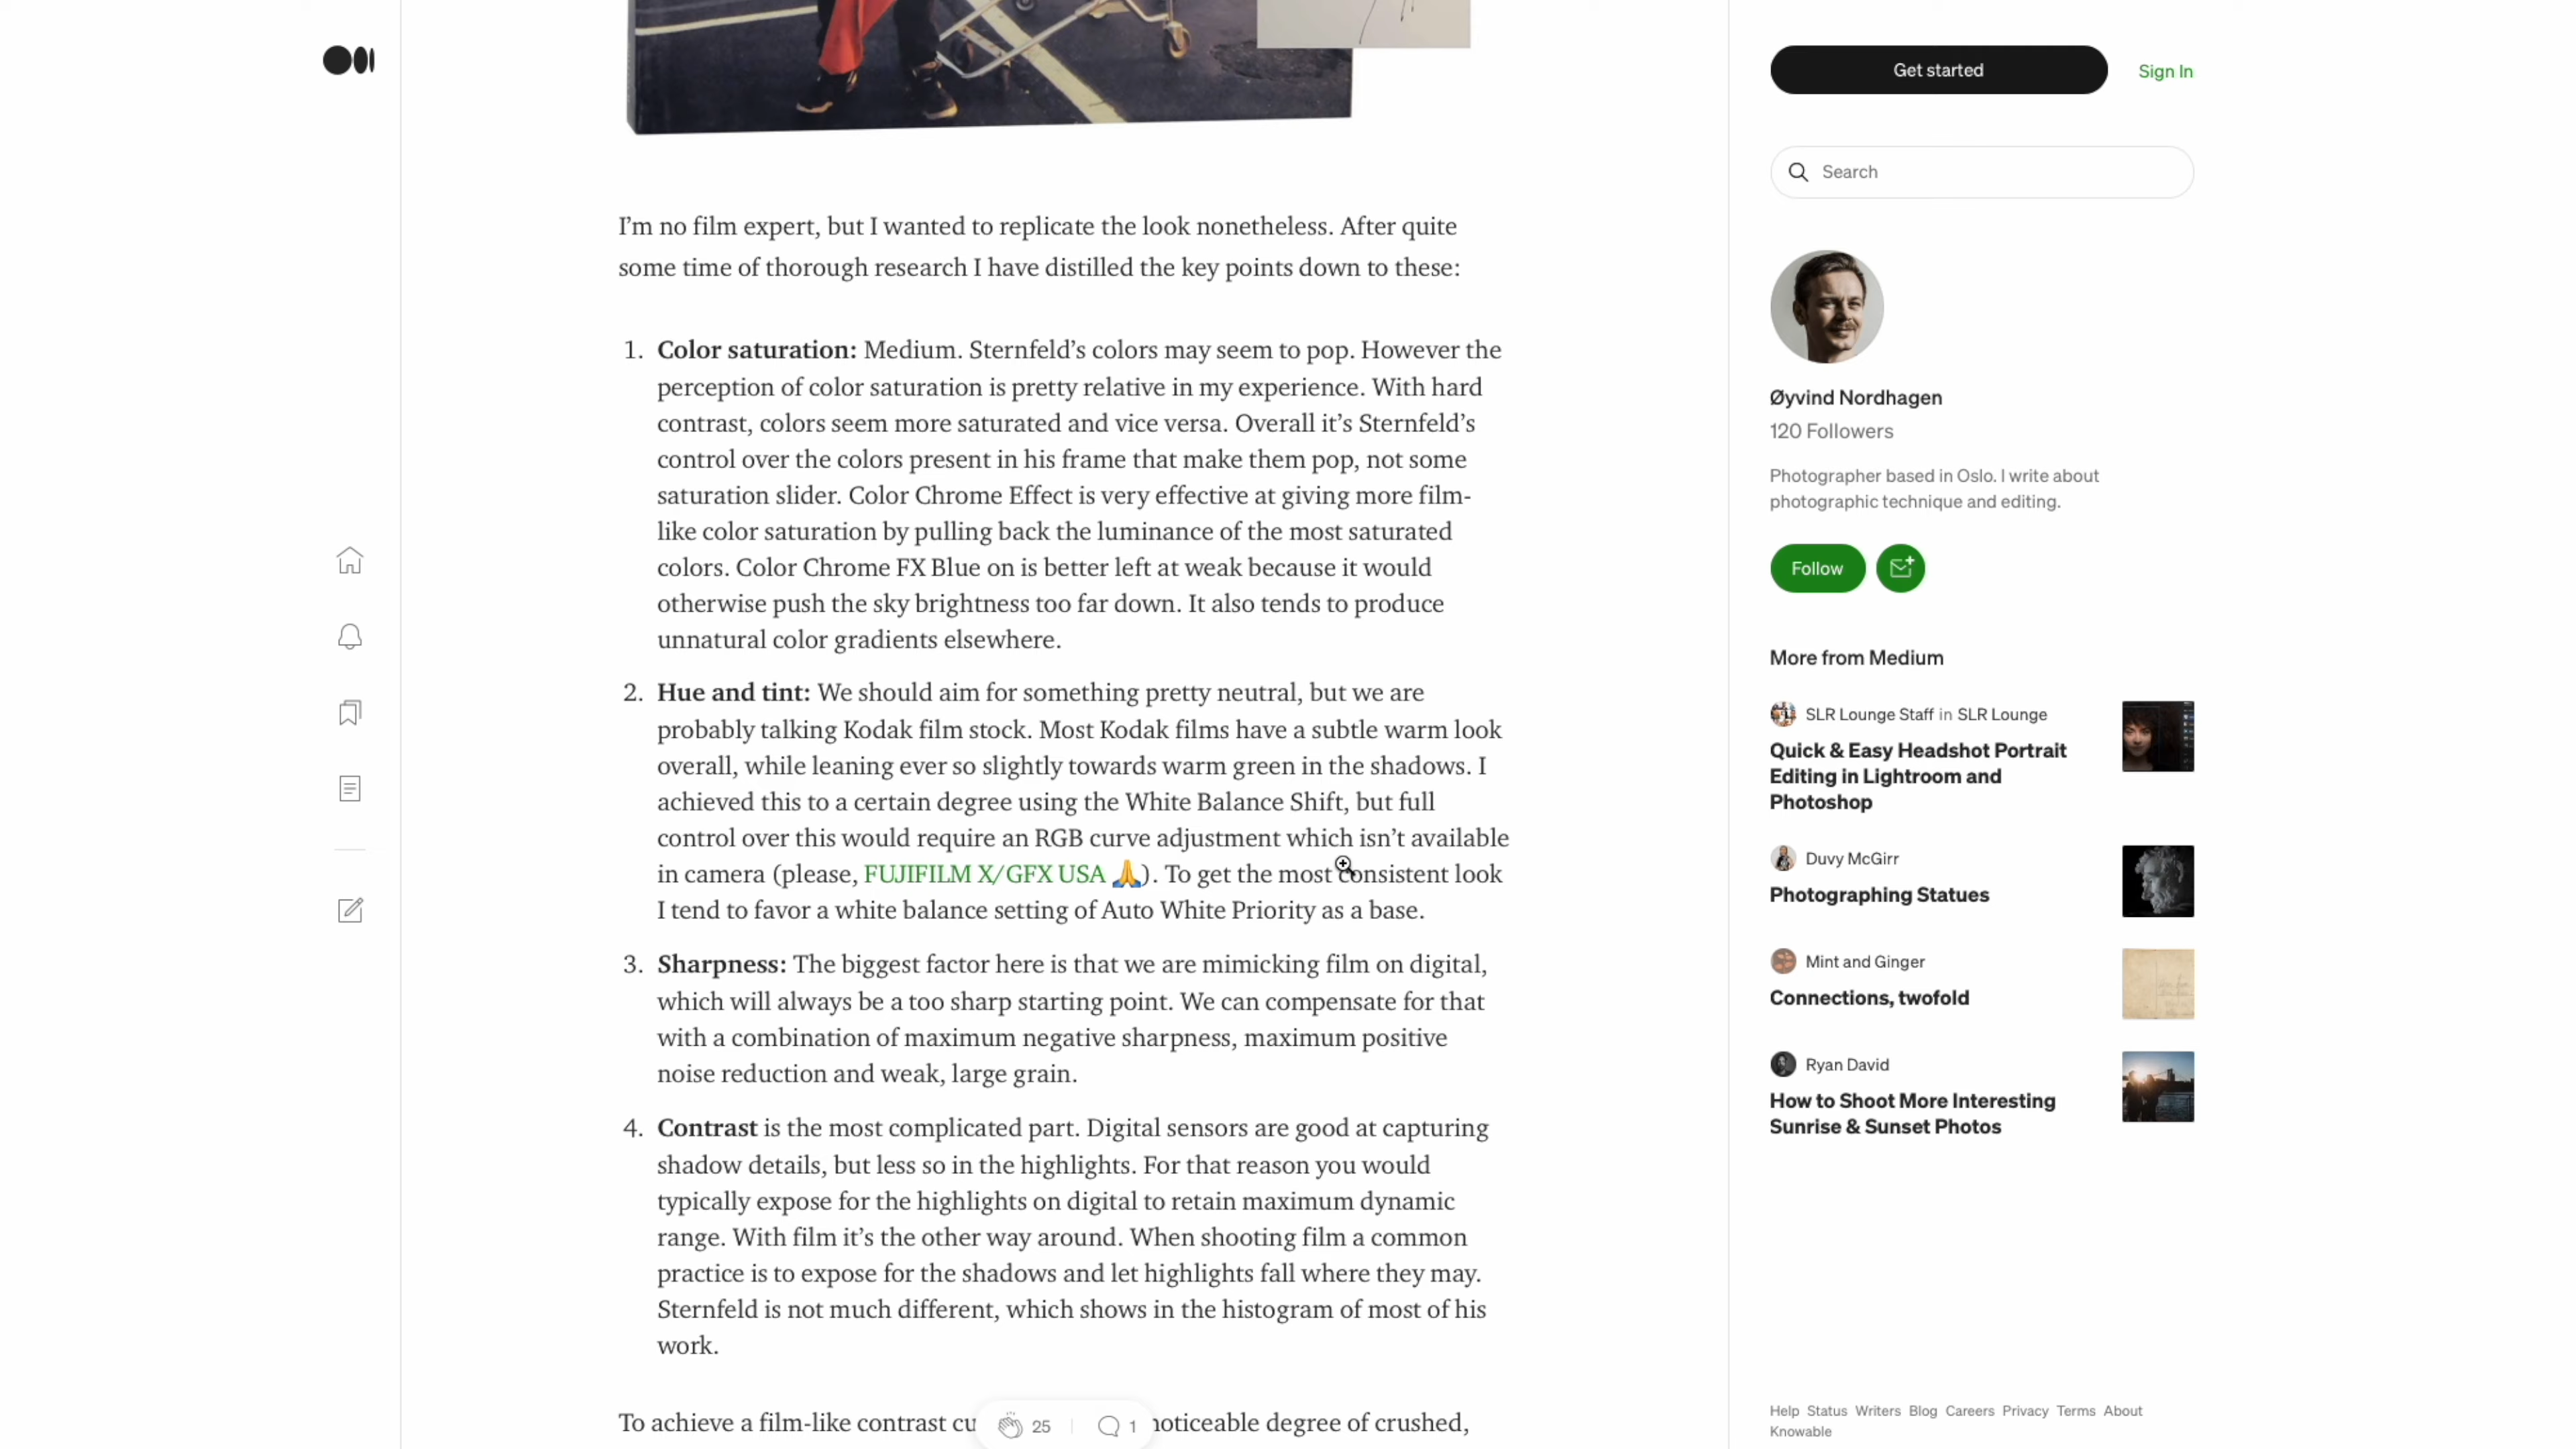 Get started
Sign In
Search
I’m no film expert, but I wanted to replicate the look nonetheless. After quite
some time of thorough research I have distilled the key points down to these:
1. Color saturation: Medium. Sternfeld’s colors may seem to pop. However the
perception of color saturation is pretty relative in my experience. With hard
contrast, colors seem more saturated and vice versa. Overall it’s Sternfeld’s
control over the colors present in his frame that make them pop, not some
saturation slider. Color Chrome Effect is very effective at giving more film-
like color saturation by pulling back the luminance of the most saturated
colors. Color Chrome FX Blue on is better left at weak because it would
otherwise push the sky brightness too far down. It also tends to produce
unnatural color gradients elsewhere.
2. Hue and tint: We should aim for something pretty neutral, but we are
probably talking Kodak film stock. Most Kodak films have a subtle warm look
overall, while leaning ever so slightly towards warm green in the shadows. I
achieved this to a certain degree using the White Balance Shift, but full
control over this would require an RGB curve adjustment which isn’t available
in camera (please, FUJIFILM X/GFX USA 🙏). To get the most consistent look
I tend to favor a white balance setting of Auto White Priority as a base.
3. Sharpness: The biggest factor here is that we are mimicking film on digital,
which will always be a too sharp starting point. We can compensate for that
with a combination of maximum negative sharpness, maximum positive
noise reduction and weak, large grain.
4. Contrast is the most complicated part. Digital sensors are good at capturing
shadow details, but less so in the highlights. For that reason you would
typically expose for the highlights on digital to retain maximum dynamic
range. With film it’s the other way around. When shooting film a common
practice is to expose for the shadows and let highlights fall where they may.
Sternfeld is not much different, which shows in the histogram of most of his
work.
To achieve a film-like contrast cu noticeable degree of crushed,
25
1
Øyvind Nordhagen
120 Followers
Photographer based in Oslo. I write about
photographic technique and editing.
Follow
More from Medium
SLR Lounge Staff in SLR Lounge
Quick & Easy Headshot Portrait
Editing in Lightroom and
Photoshop
Duvy McGirr
Photographing Statues
Mint and Ginger
Connections, twofold
Ryan David
How to Shoot More Interesting
Sunrise & Sunset Photos
Help Status Writers Blog Careers Privacy Terms About
Knowable